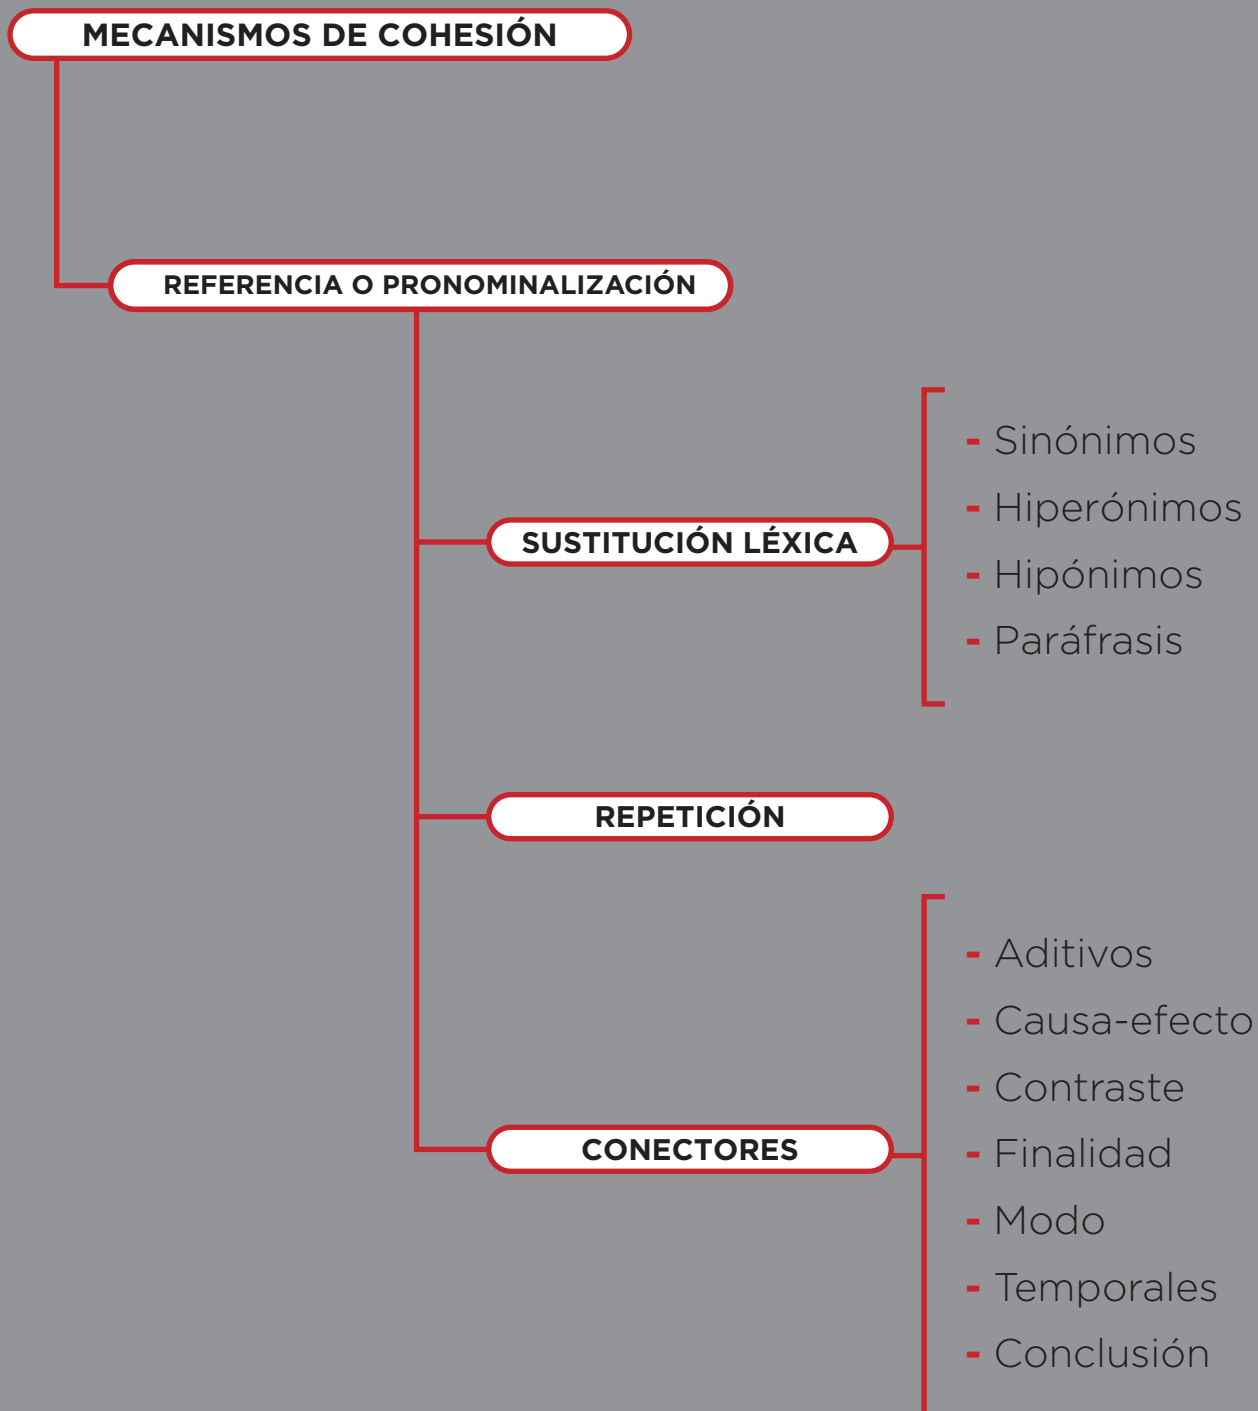 MECANISMOS DE COHESIÓN
REFERENCIA O PRONOMINALIZACIÓN
SUSTITUCIÓN LÉXICA
- Sinónimos
- Hiperónimos
- Hipónimos
- Paráfrasis
REPETICIÓN
CONECTORES
- Aditivos
- Causa-efecto
- Contraste
- Finalidad
- Modo
- Temporales
- Conclusión